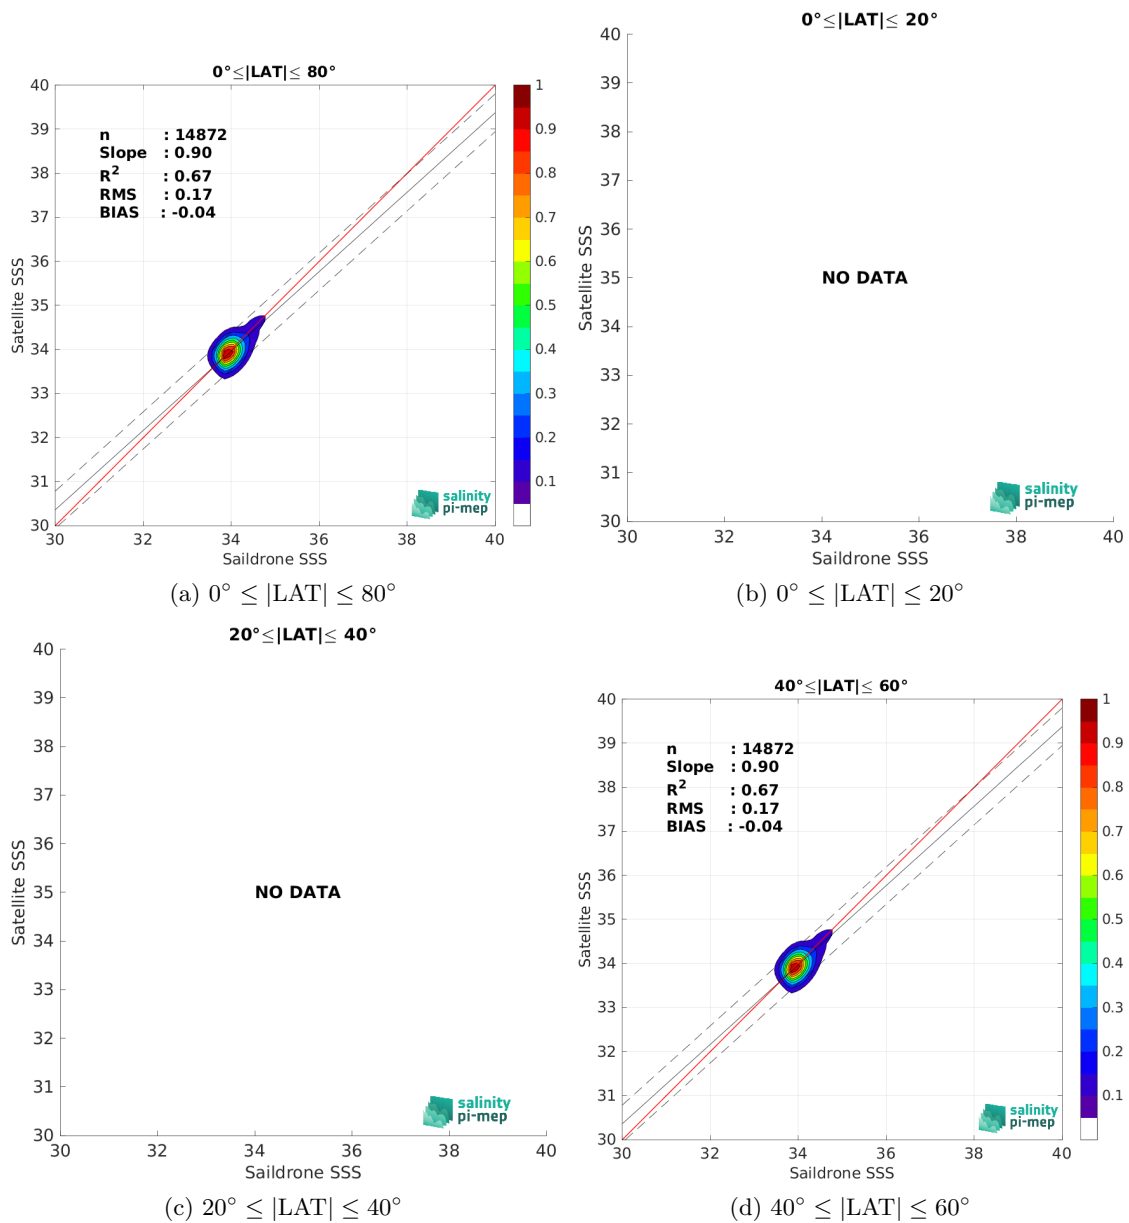 0°≤|LAT|≤ 80°
40
39
38
37
36
35
34
33
32
31
30
Satellite SSS
n : 14872
Slope : 0.90
R² : 0.67
RMS : 0.17
BIAS : -0.04
salinity
pi-mep
30 32 34 36 38 40
Saildrone SSS
1
0.9
0.8
0.7
0.6
0.5
0.4
0.3
0.2
0.1
(a) 0° ≤ |LAT| ≤ 80°
0°≤|LAT|≤ 20°
40
39
38
37
36
35
34
33
32
31
30
Satellite SSS
NO DATA
salinity
pi-mep
30 32 34 36 38 40
Saildrone SSS
(b) 0° ≤ |LAT| ≤ 20°
20°≤|LAT|≤ 40°
40
39
38
37
36
35
34
33
32
31
30
Satellite SSS
NO DATA
salinity
pi-mep
30 32 34 36 38 40
Saildrone SSS
(c) 20° ≤ |LAT| ≤ 40°
40°≤|LAT|≤ 60°
40
39
38
37
36
35
34
33
32
31
30
Satellite SSS
n : 14872
Slope : 0.90
R² : 0.67
RMS : 0.17
BIAS : -0.04
salinity
pi-mep
30 32 34 36 38 40
Saildrone SSS
1
0.9
0.8
0.7
0.6
0.5
0.4
0.3
0.2
0.1
(d) 40° ≤ |LAT| ≤ 60°